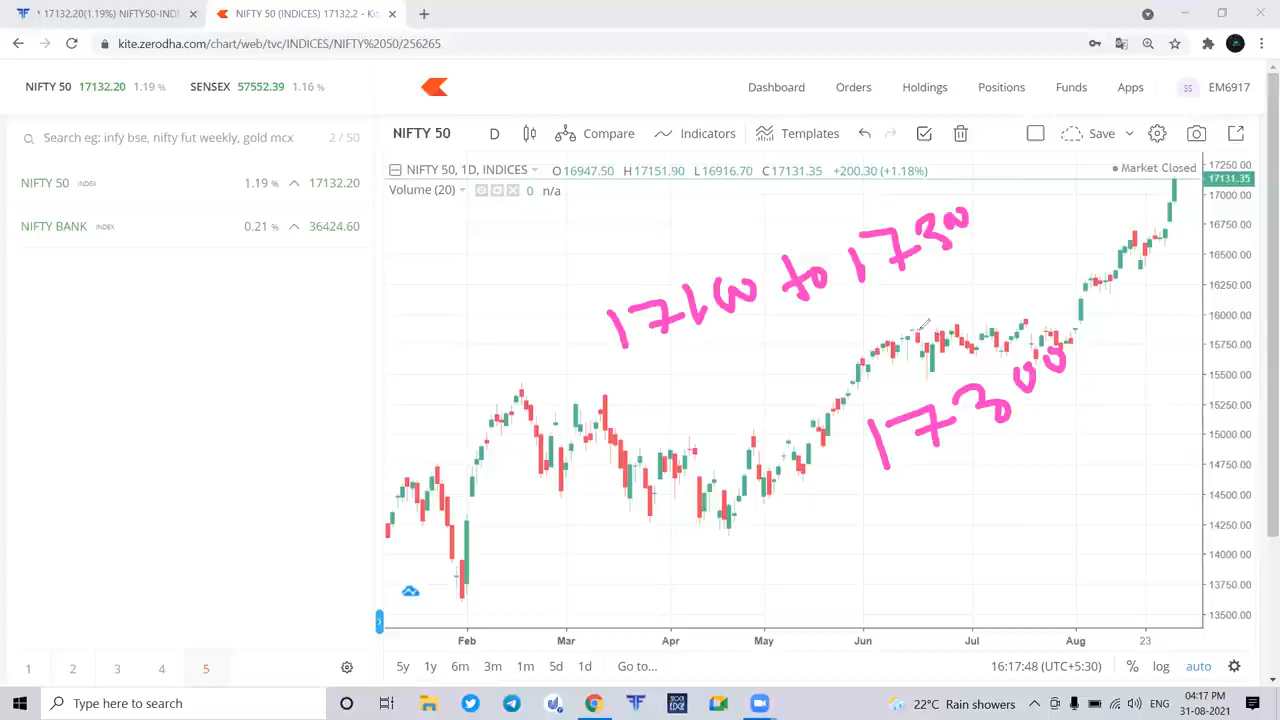 * 17132.20(1.19%) NIFTY50-INDI
NIFTY 50 (INDICES) 17132.2 - Kit
kite.zerodha.com/chart/web/tvc/INDICES/NIFTY%2050/256265
NIFTY 50 17132.20 1.19 % SENSEX 57552.39 1.16 %
Dashboard Orders Holdings Positions Funds Apps SS EM6917
Search eg: infy bse, nifty fut weekly, gold mcx 2 / 50
NIFTY 50 INDEX 1.19 % 17132.20
NIFTY BANK INDEX 0.21 % 36424.60
NIFTY 50 D Compare Indicators Templates Save
NIFTY 50, 1D, INDICES O16947.50 H17151.90 L16916.70 C17131.35 +200.30 (+1.18%)
Market Closed
Volume (20) 0 n/a
to 1730
17300
17250.00
17131.35
17000.00
16750.00
16500.00
16250.00
16000.00
15750.00
15500.00
15250.00
15000.00
14750.00
14500.00
14250.00
14000.00
13750.00
13500.00
Feb Mar Apr May Jun Jul Aug 23
5y 1y 6m 3m 1m 5d 1d Go to... 16:17:48 (UTC+5:30) % log auto
1 2 3 4 5
Type here to search
22°C Rain showers
ENG
04:17 PM
31-08-2021